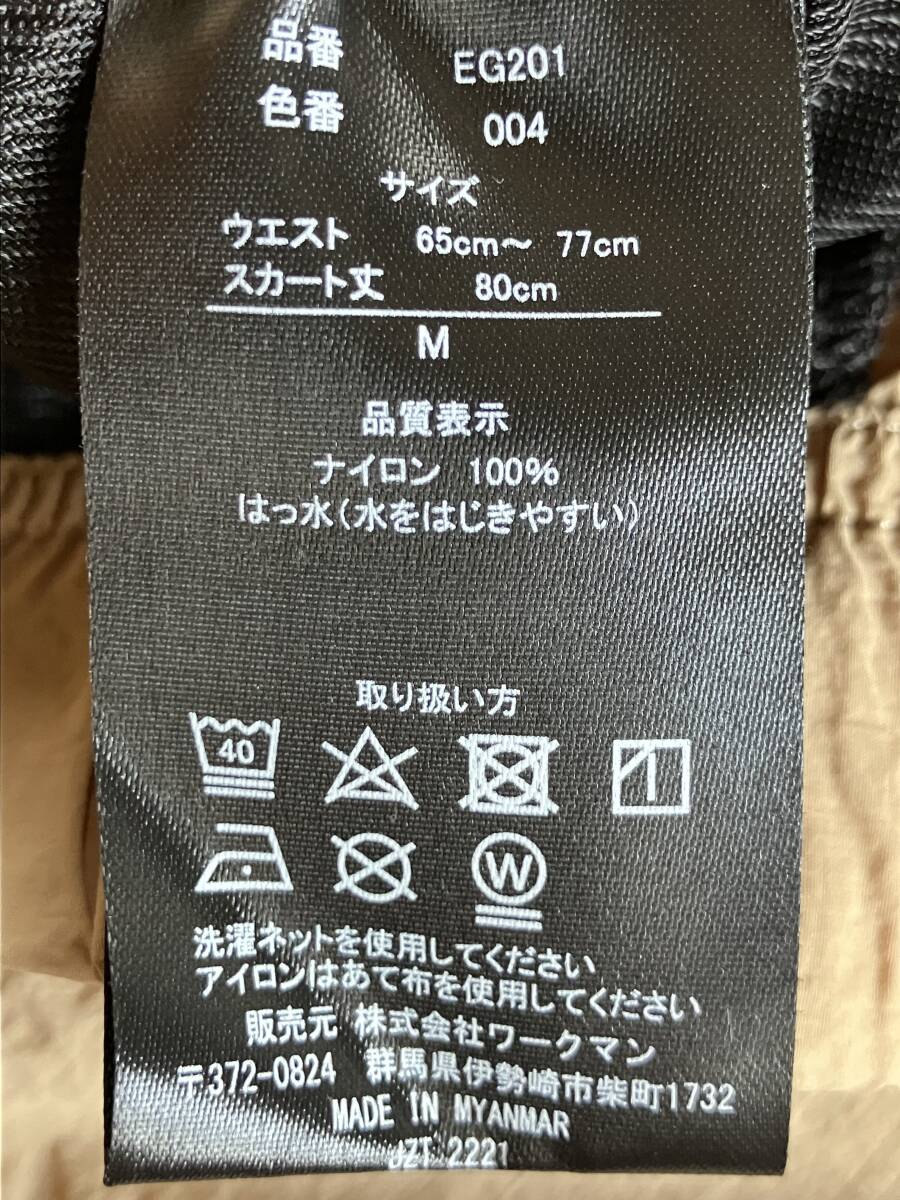 品番 EG201
色番 004
サイズ
ウエスト 65cm～ 77cm
スカート丈 80cm
M
品質表示
ナイロン 100%
はっ水(水をはじきやすい)
取り扱い方
40
W
洗濯ネットを使用してください
アイロンはあて布を使用してください
販売元 株式会社ワークマン
〒372-0824 群馬県伊勢崎市柴町1732
MADE IN MYANMAR
JZT 2221